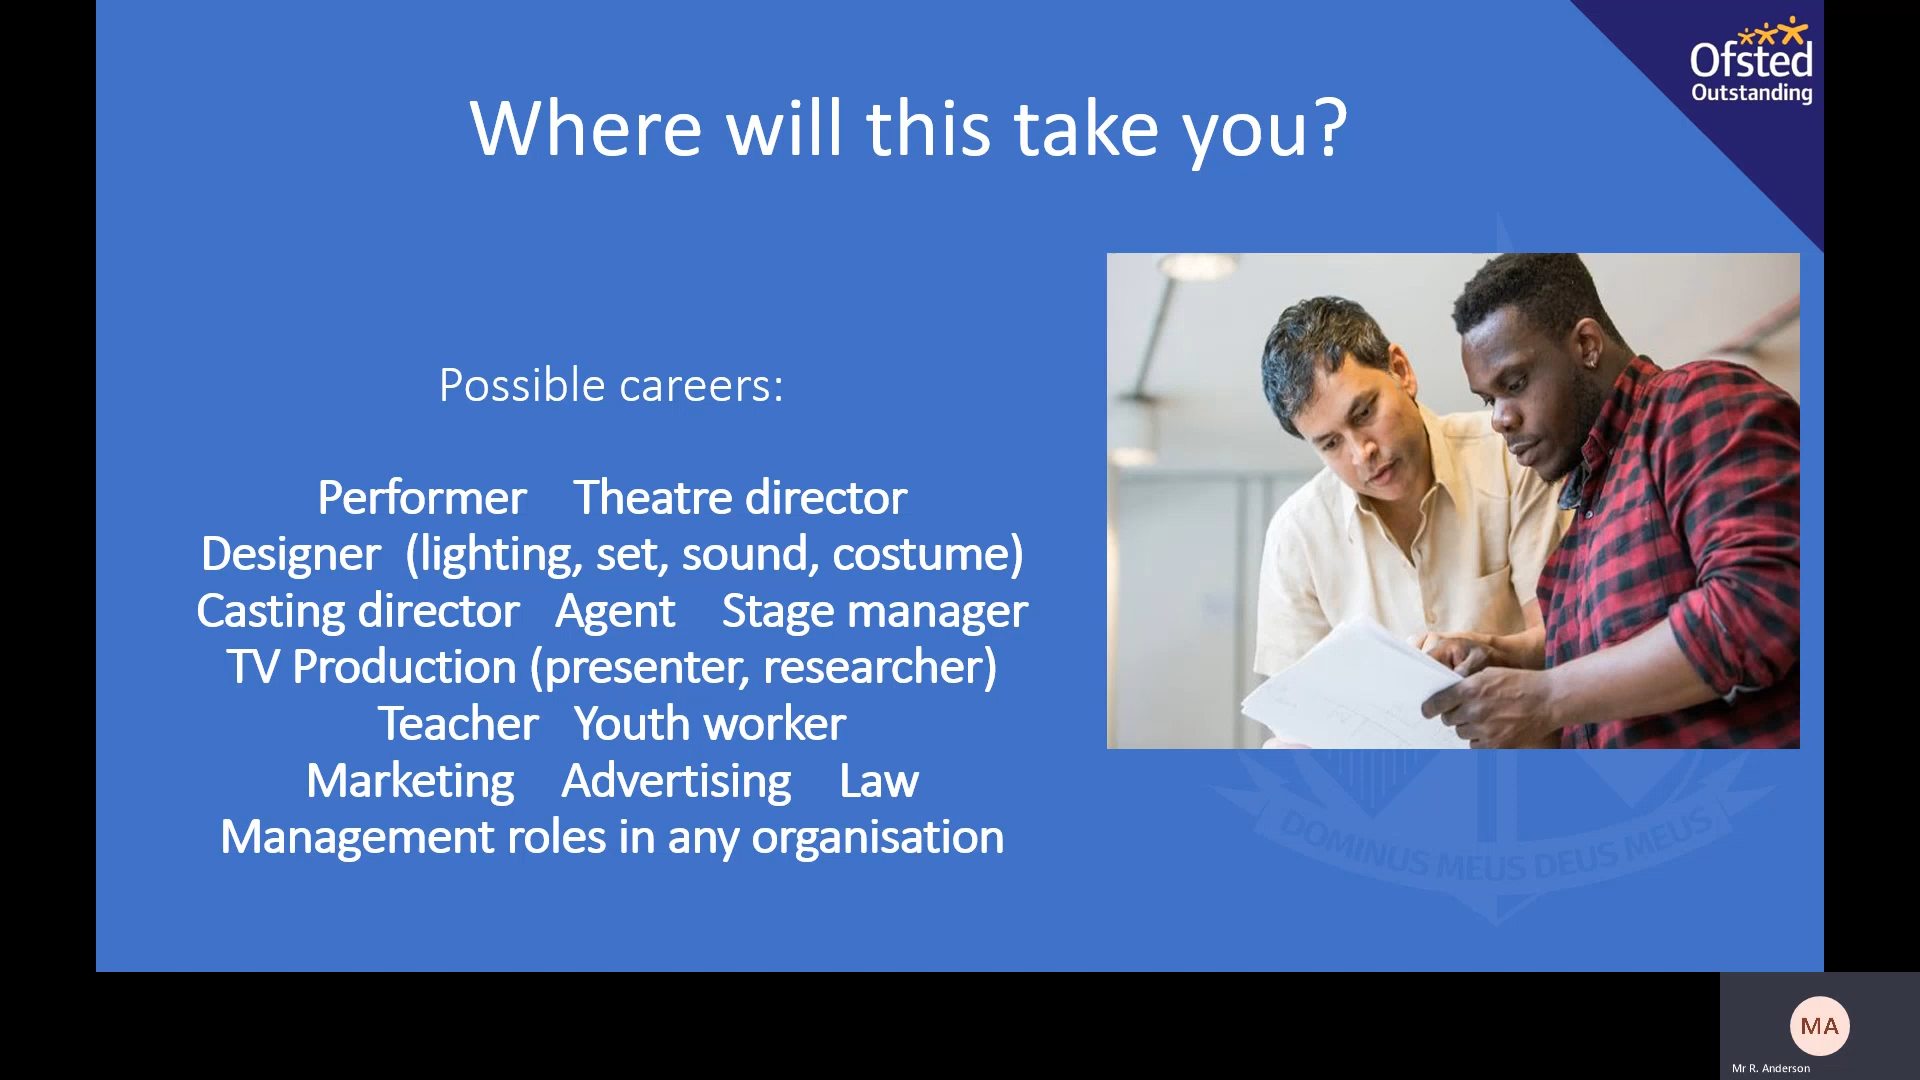 Ofsted
Outstanding
Where will this take you?
Possible careers:
Performer Theatre director
Designer (lighting, set, sound, costume)
Casting director Agent Stage manager
TV Production (presenter, researcher)
Teacher Youth worker
Marketing Advertising Law
Management roles in any organisation
DOMINUS MEUS DEUS MEUS
MA
Mr R. Anderson